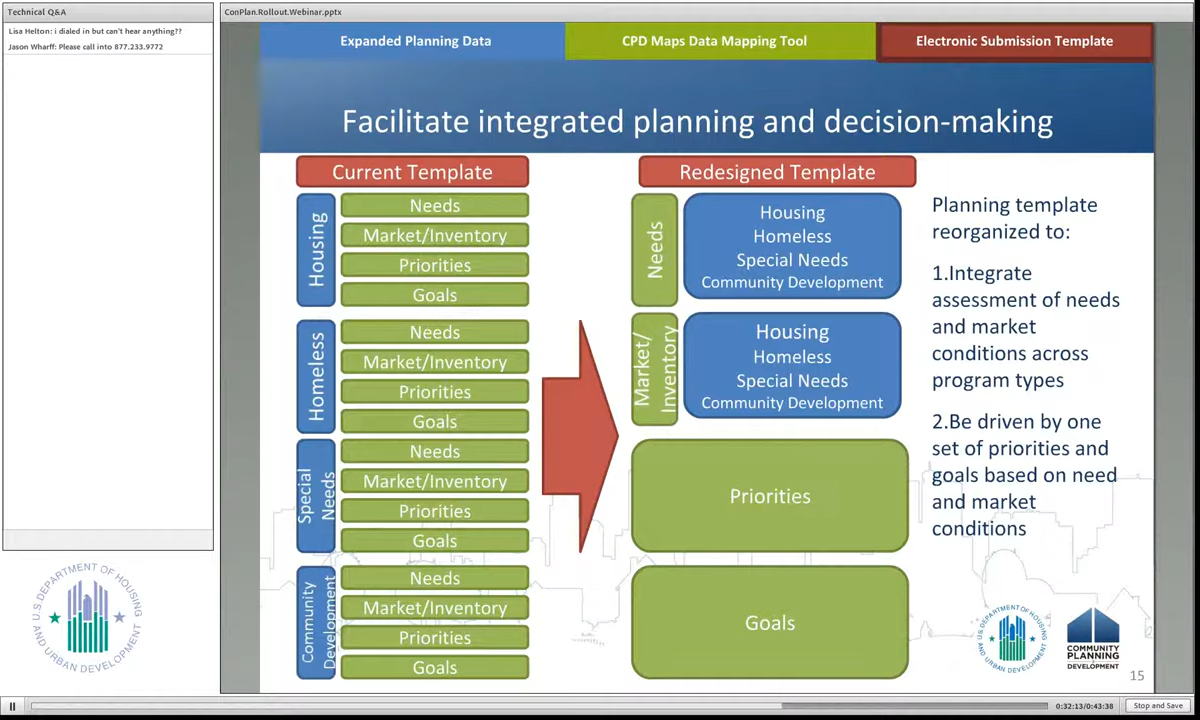 Technical Q&A
Lisa Helton: i dialed in but can't hear anything??
Jason Wharff: Please call into 877.233.9772
U.S. DEPARTMENT OF HOUSING
AND URBAN DEVELOPMENT
ConPlan.Rollout.Webinar.pptx
Expanded Planning Data
CPD Maps Data Mapping Tool
Electronic Submission Template
Facilitate integrated planning and decision-making
Current Template
Housing
Needs
Market/Inventory
Priorities
Goals
Homeless
Needs
Market/Inventory
Priorities
Goals
Special
Needs
Needs
Market/Inventory
Priorities
Goals
Community
Development
Needs
Market/Inventory
Priorities
Goals
Redesigned Template
Needs
Housing
Homeless
Special Needs
Community Development
Market/
Inventory
Housing
Homeless
Special Needs
Community Development
Priorities
Goals
Planning template
reorganized to:
1.Integrate
assessment of needs
and market
conditions across
program types
2.Be driven by one
set of priorities and
goals based on need
and market
conditions
U.S. DEPARTMENT OF HOUSING
AND URBAN DEVELOPMENT
COMMUNITY
PLANNING
DEVELOPMENT
15
0:32:13/0:43:38
Stop and Save